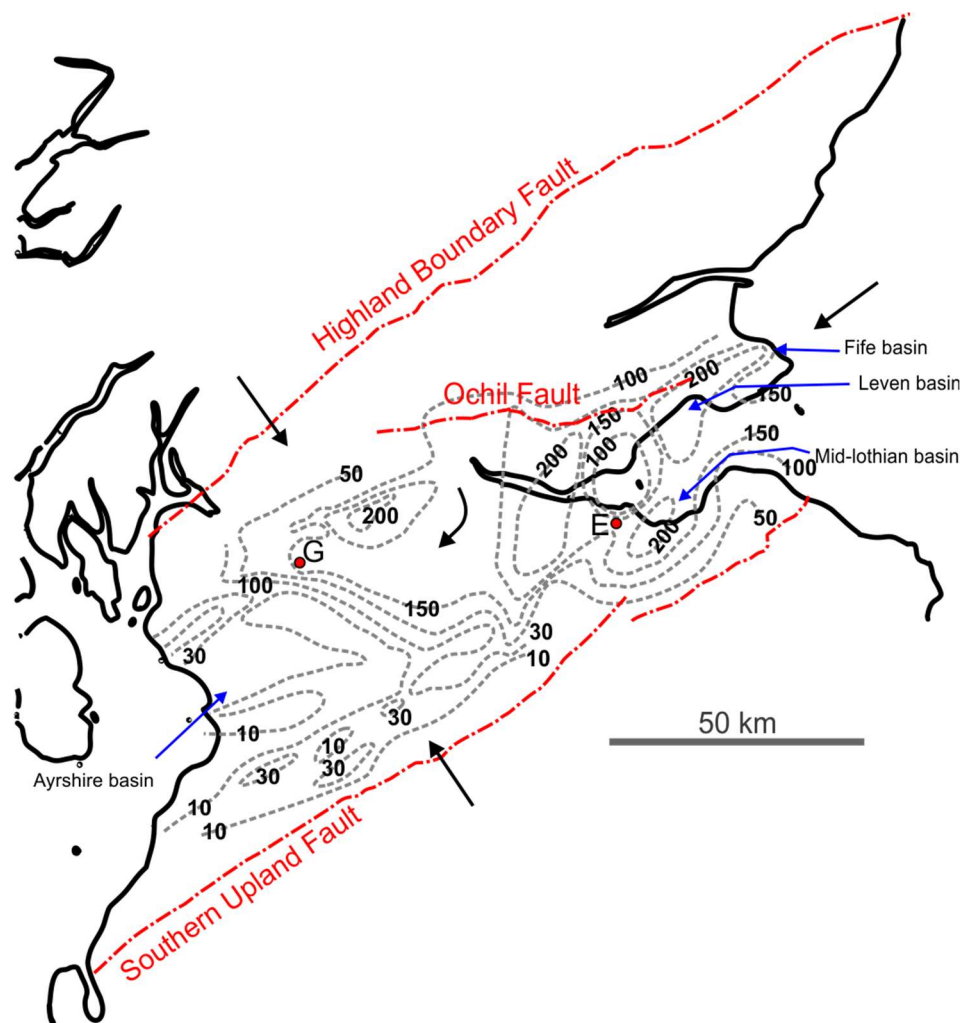 Highland Boundary Fault
Fife basin
Leven basin
100
200
Ochil Fault
150
150
200
100
150
Mid-lothian basin
100
50
200
50
E
200
G
100
150
30
30
10
30
50 km
10
10
30
30
Ayrshire basin
10
10
Southern Upland Fault